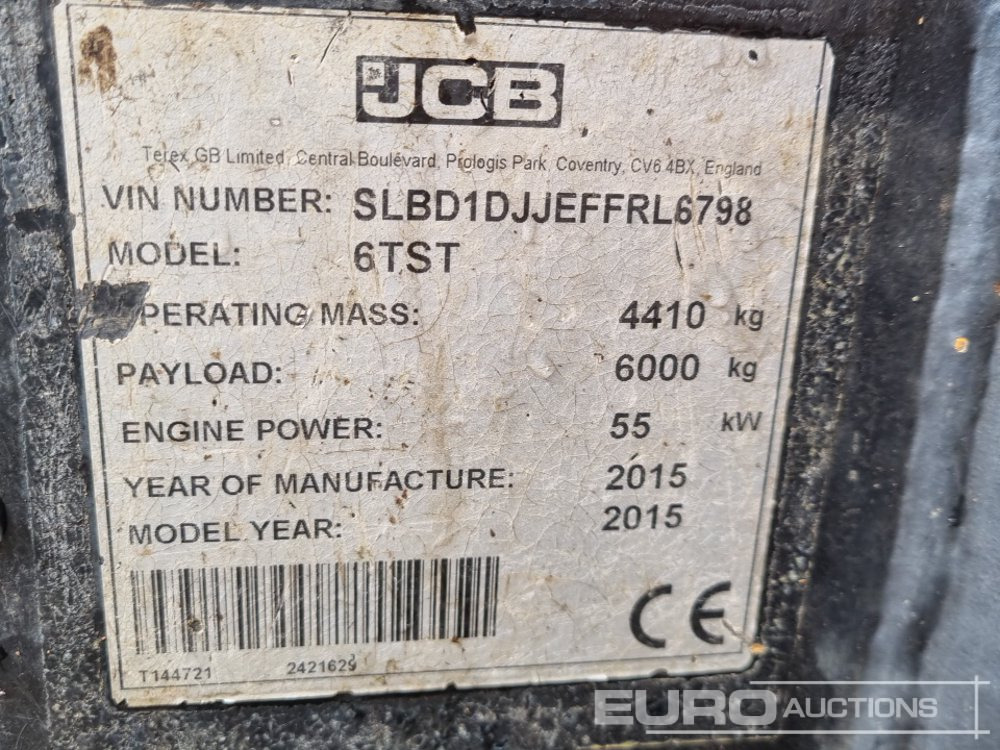 JCB
Terex GB Limited, Central Boulevard, Prologis Park, Coventry, CV6 4BX, England
VIN NUMBER: SLBD1DJJEFFRL6798
MODEL: 6TST
PERATING MASS: 4410 kg
PAYLOAD: 6000 kg
ENGINE POWER: 55 kW
YEAR OF MANUFACTURE: 2015
MODEL YEAR: 2015
T144721 2421629
CE
EURO AUCTIONS